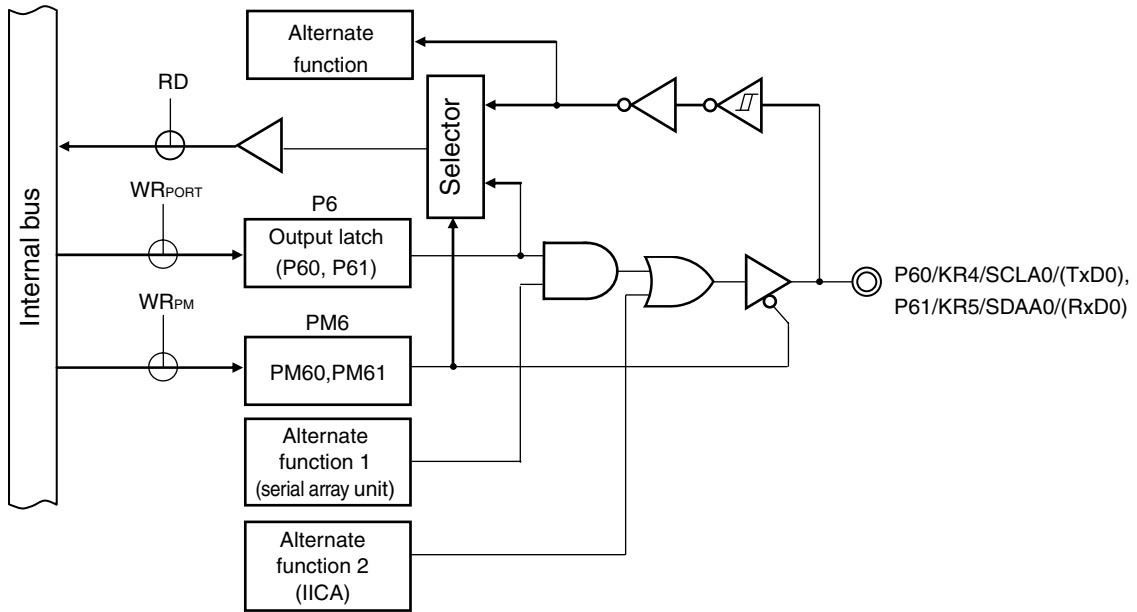 Alternate
function
RD
Selector
Internal bus
WRPORT
P6
Output latch
(P60, P61)
WRPM
PM6
PM60,PM61
P60/KR4/SCLA0/(TxD0),
P61/KR5/SDAA0/(RxD0)
Alternate
function 1
(serial array unit)
Alternate
function 2
(IICA)